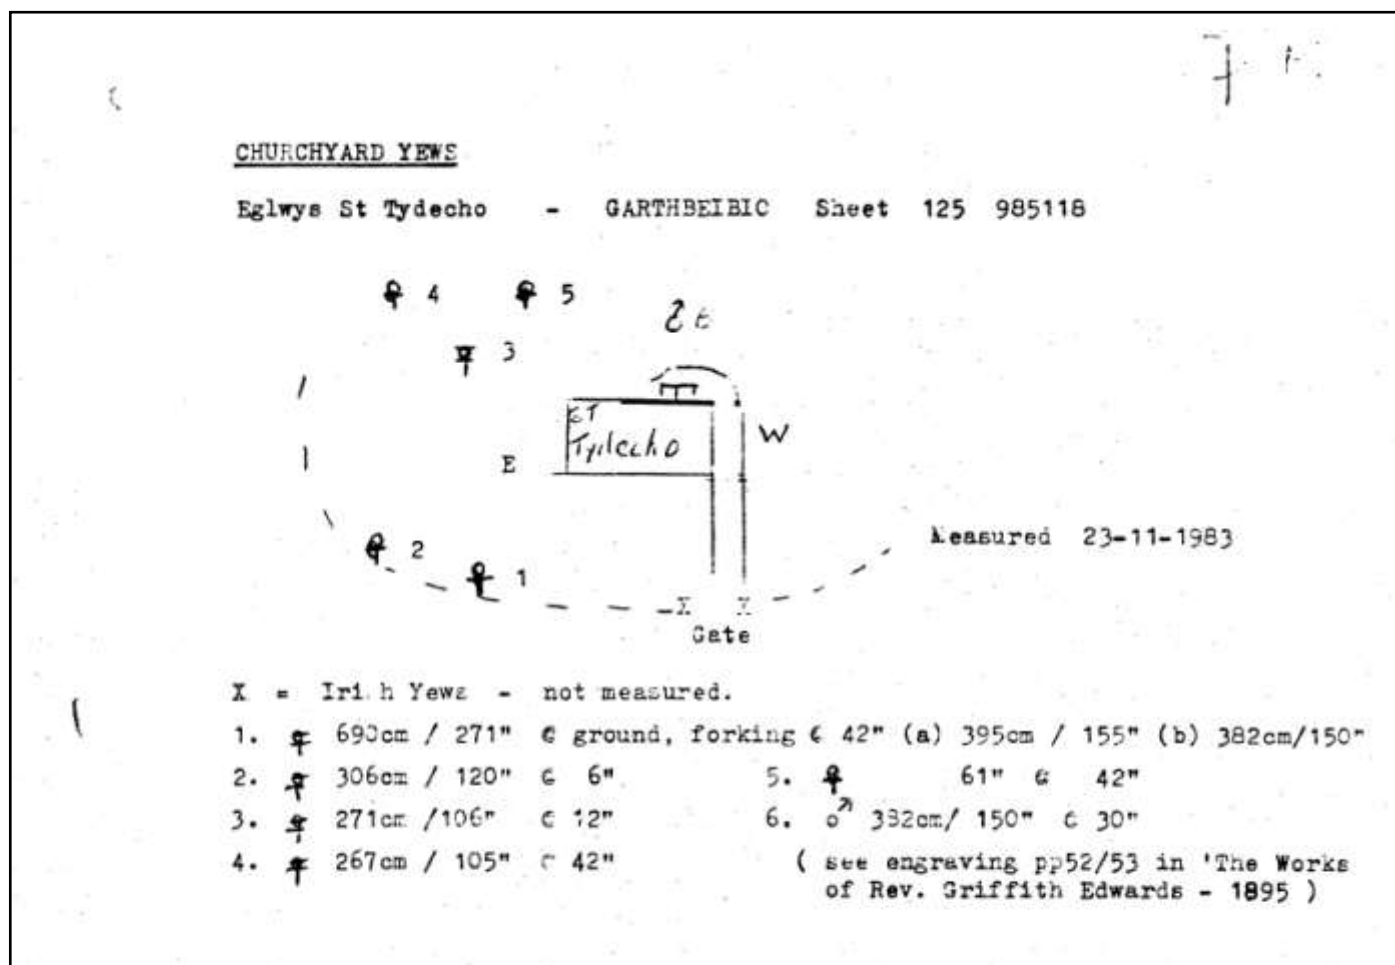 CHURCHYARD YEWS
Eglwys St Tydecho - GARTHBEIBIC Sheet 125 985118
♀ 4 ♀ 5
♀ 3
♂ 6
ST
Tydecho
W
E
Measured 23-11-1983
♀ 2
♀ 1
X X
Gate
X = Irish Yews - not measured.
1. ♀ 690cm / 271" @ ground, forking @ 42" (a) 395cm / 155" (b) 382cm/150"
2. ♀ 306cm / 120" @ 6" 5. ♀ 61" @ 42"
3. ♀ 271cm /106" @ 12" 6. ♂ 382cm/ 150" @ 30"
4. ♀ 267cm / 105" @ 42" ( see engraving pp52/53 in 'The Works
of Rev. Griffith Edwards - 1895 )